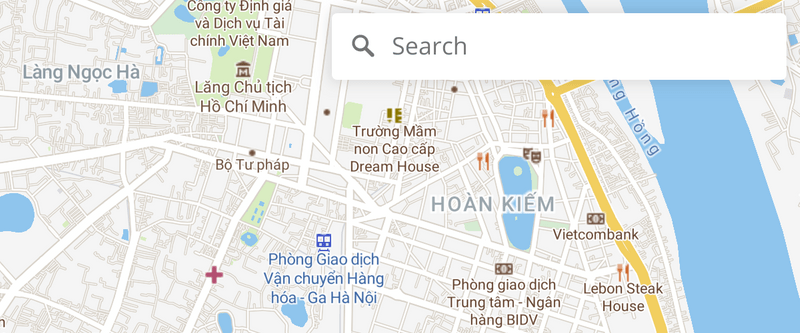 Công ty Định giá
và Dịch vụ Tài
chính Việt Nam
Search
Làng Ngọc Hà
Lăng Chủ tịch
Hồ Chí Minh
Hồng
Trường Mầm
non Cao cấp
Dream House
Bộ Tư pháp
HOÀN KIẾM
Vietcombank
Phòng Giao dịch
Vận chuyển Hàng
hóa - Ga Hà Nội
Phòng giao dịch
Trung tâm - Ngân
hàng BIDV
Lebon Steak
House